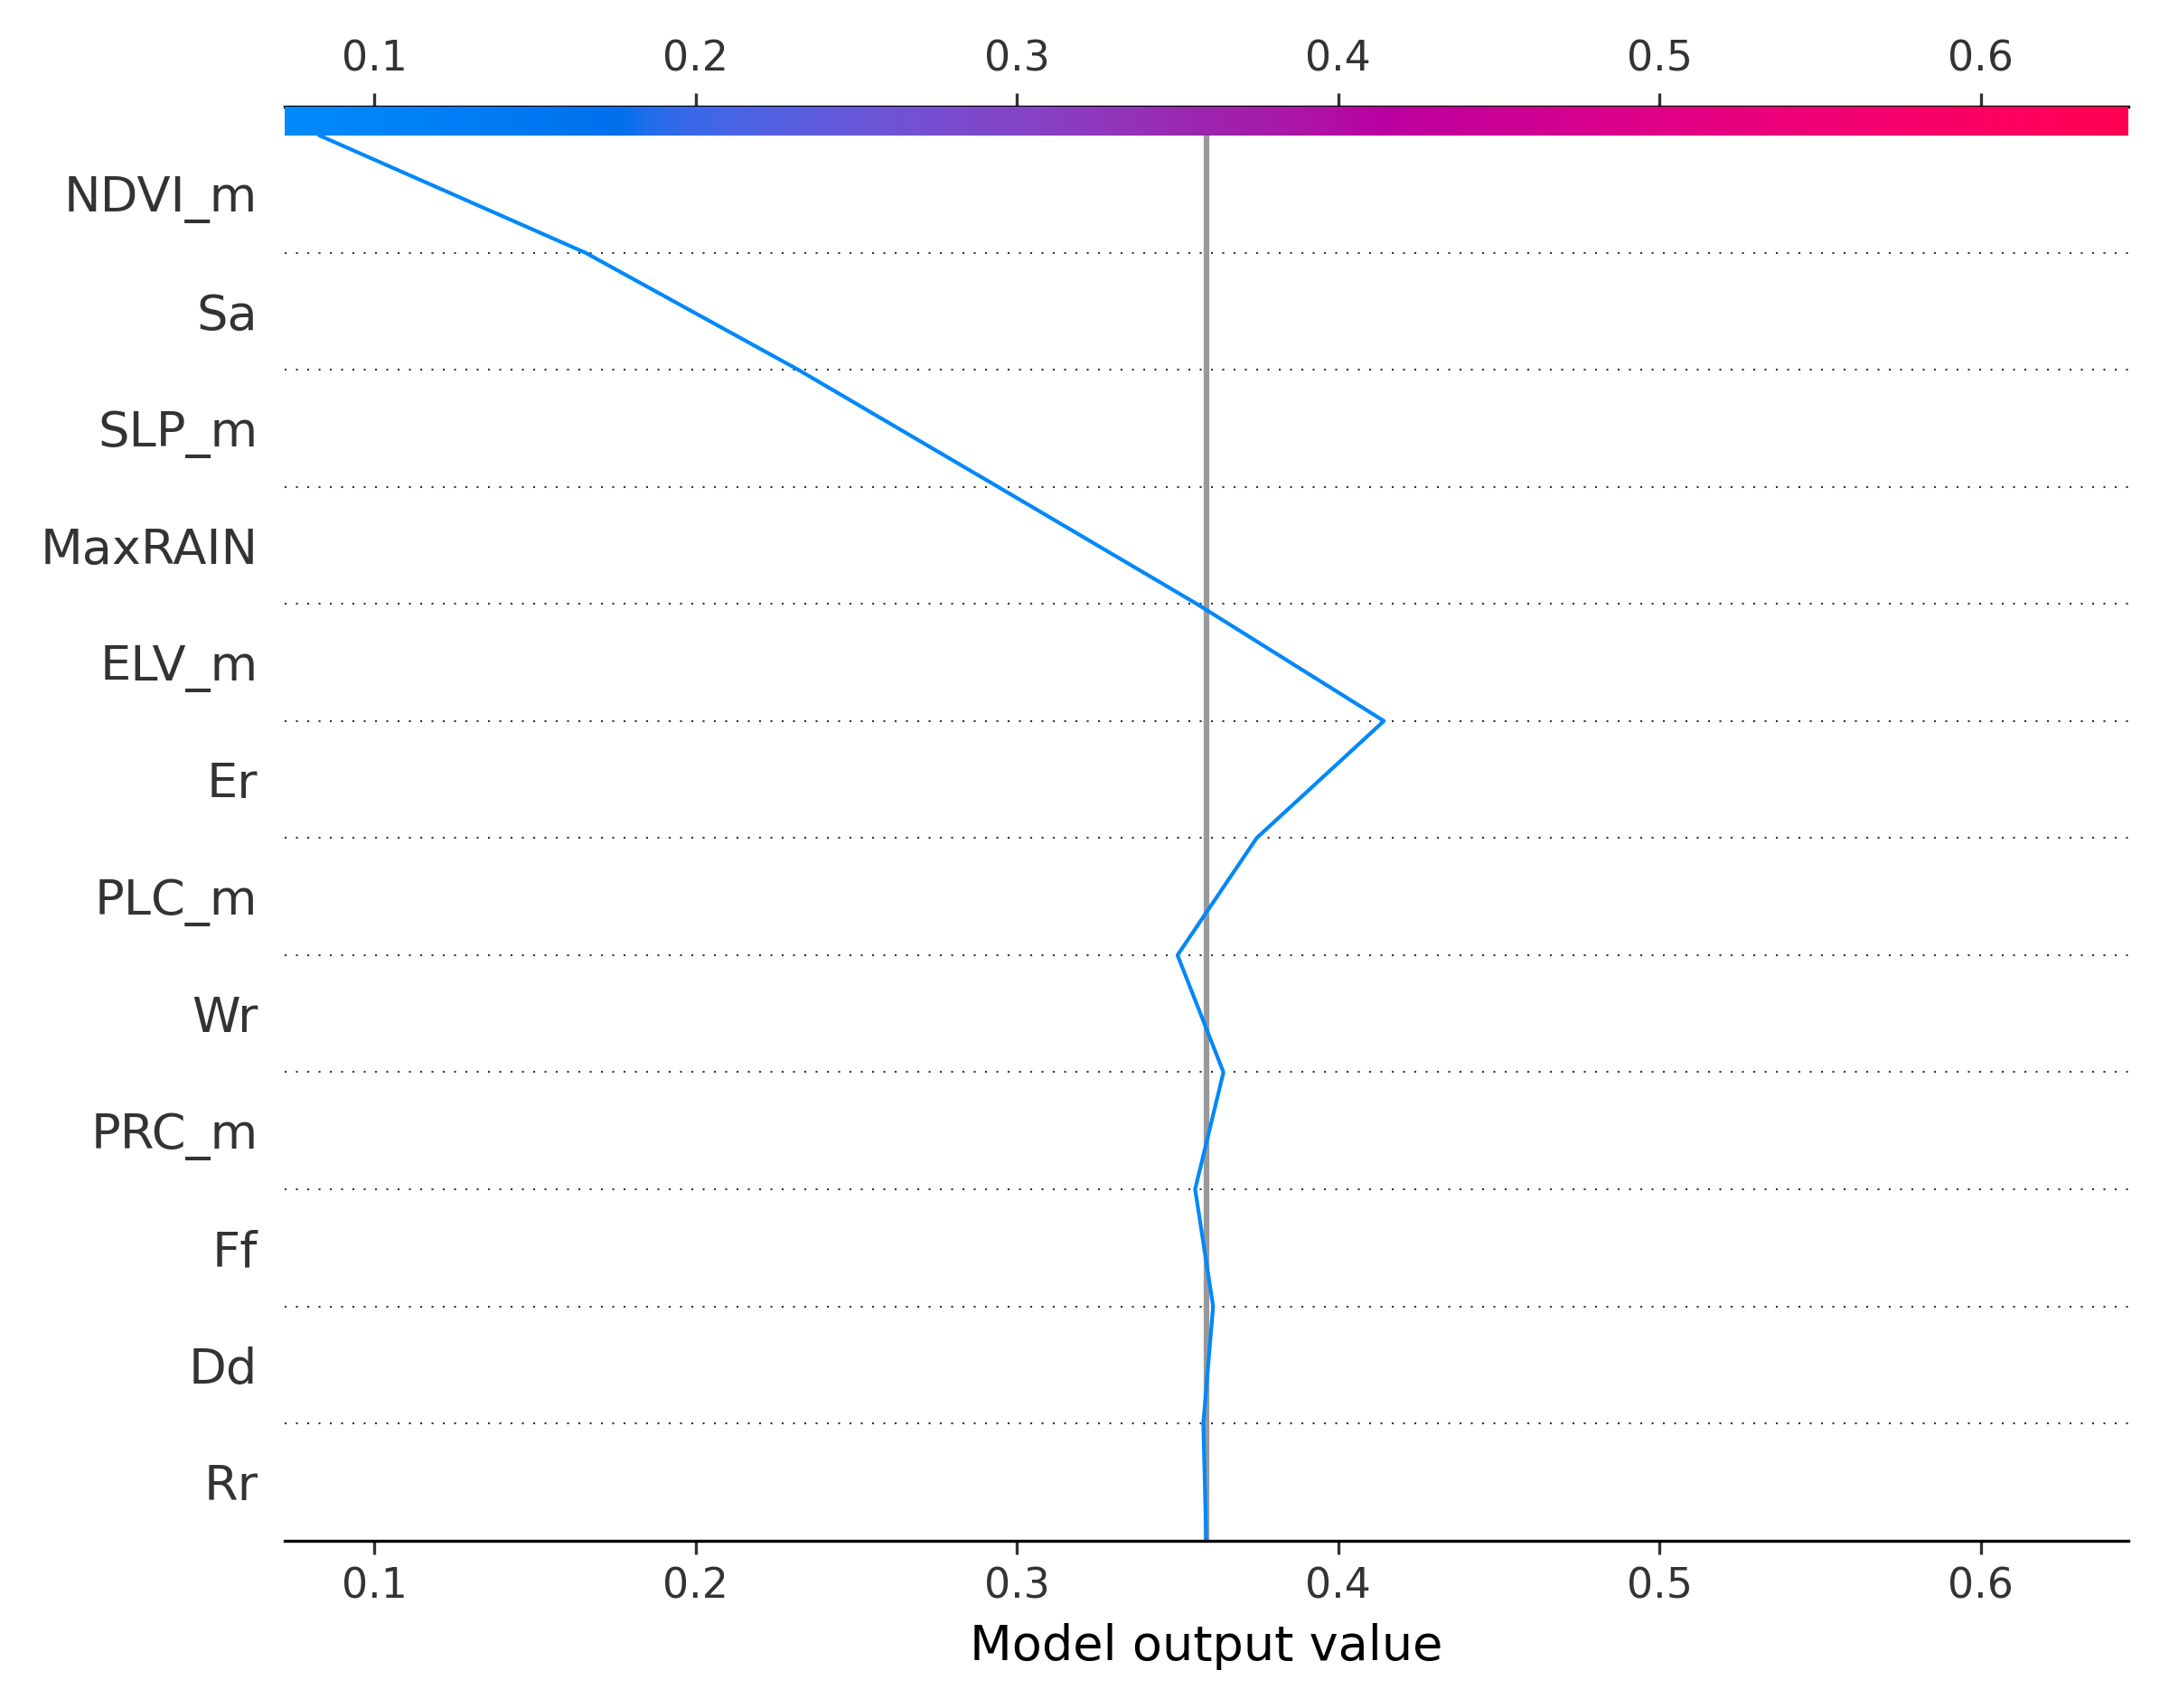 0.1 0.2 0.3 0.4 0.5 0.6
NDVI_m
Sa
SLP_m
MaxRAIN
ELV_m
Er
PLC_m
Wr
PRC_m
Ff
Dd
Rr
0.1 0.2 0.3 0.4 0.5 0.6
Model output value